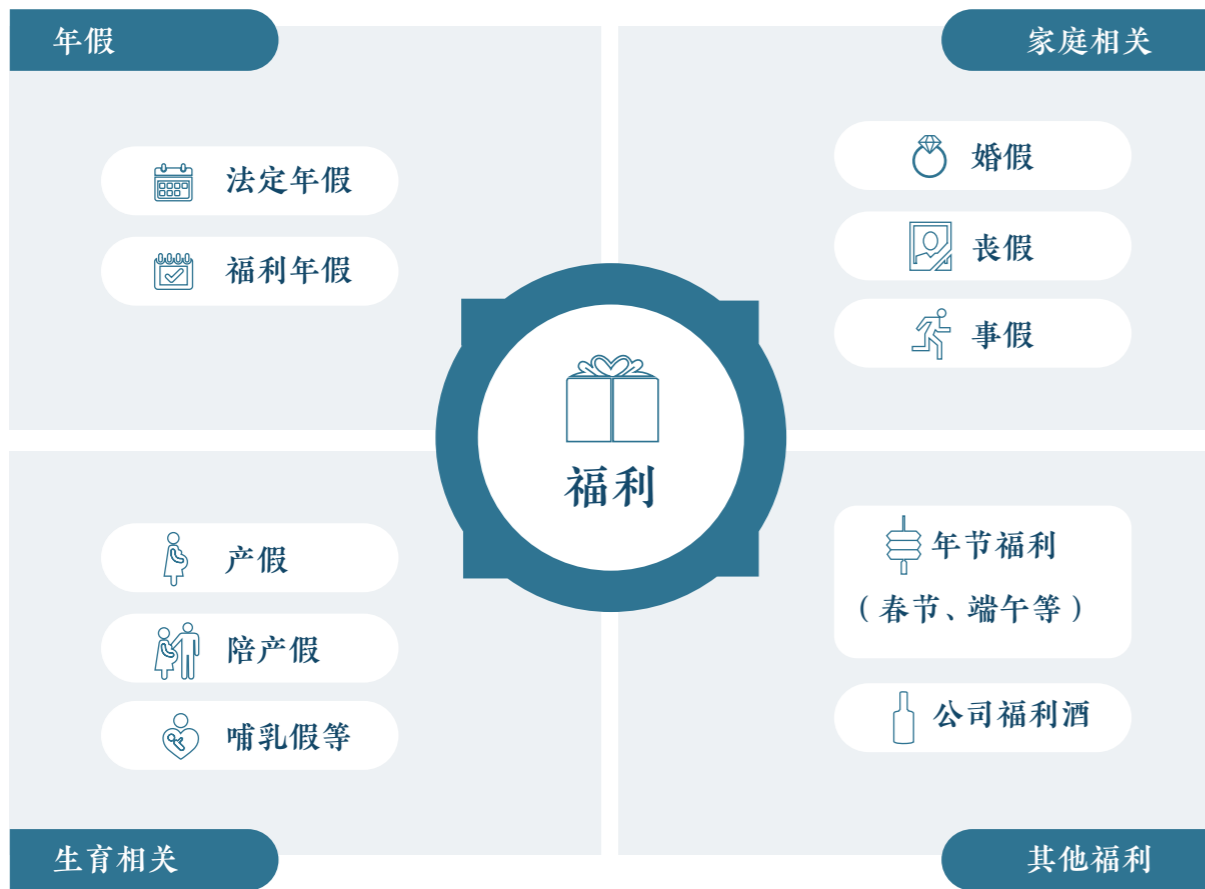 年假
法定年假
福利年假
家庭相关
婚假
丧假
事假
福利
产假
陪产假
哺乳假等
生育相关
年节福利
（春节、端午等）
公司福利酒
其他福利